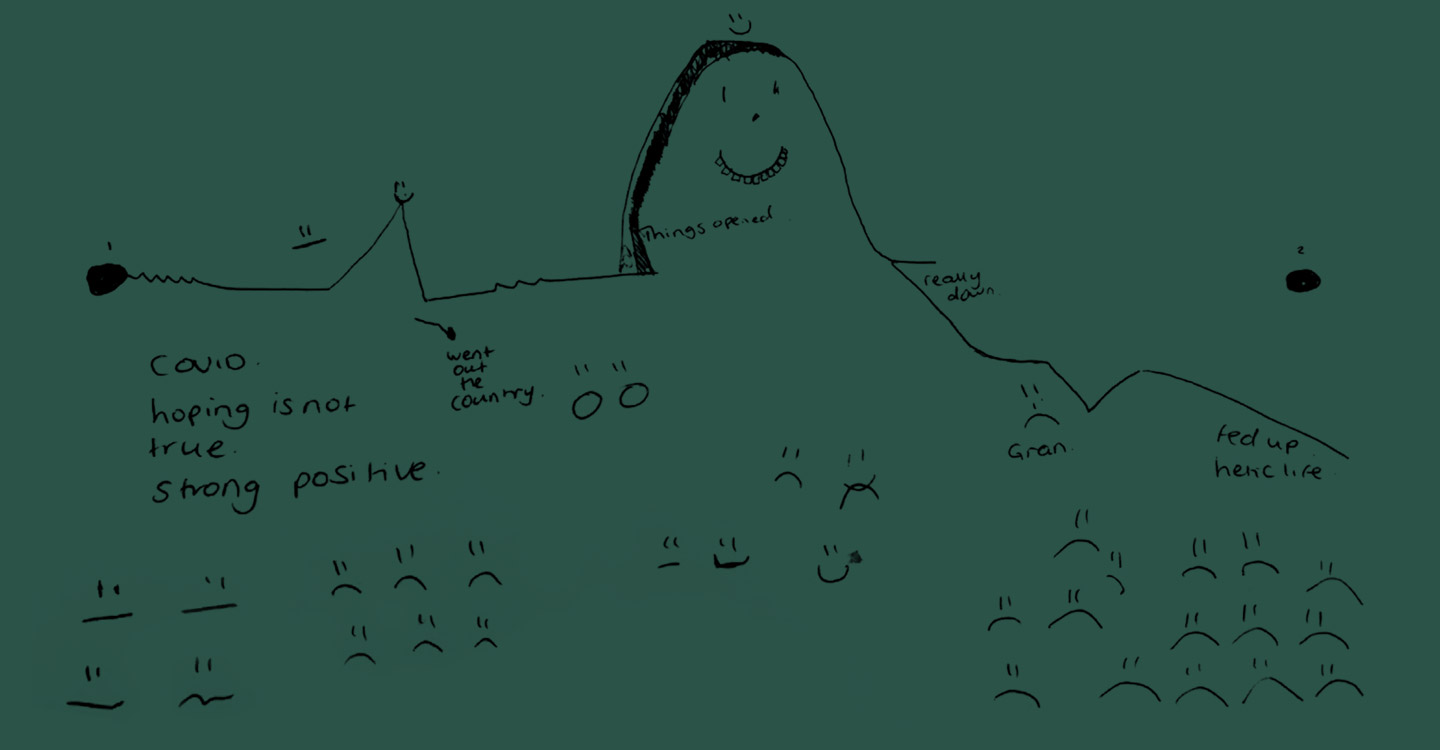 1
2
Things opened.
really
down.
Covid.
hoping is not
true.
strong positive.
went
out
the
country.
Gran.
fed up
hetic life.